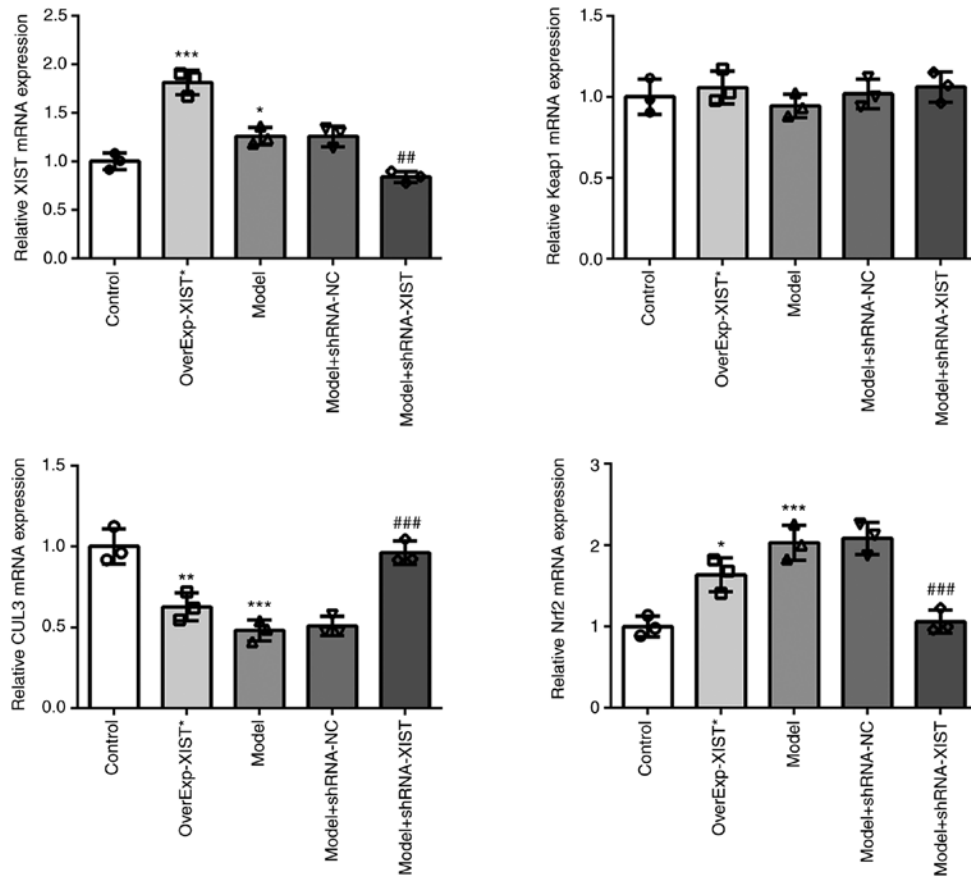 Relative XIST mRNA expression
2.5
2.0
1.5
1.0
0.5
0.0
***
*
##
Control
OverExp-XIST*
Model
Model+shRNA-NC
Model+shRNA-XIST
Relative Keap1 mRNA expression
1.5
1.0
0.5
0.0
Control
OverExp-XIST*
Model
Model+shRNA-NC
Model+shRNA-XIST
Relative CUL3 mRNA expression
1.5
1.0
0.5
0.0
**
***
###
Control
OverExp-XIST*
Model
Model+shRNA-NC
Model+shRNA-XIST
Relative Nrf2 mRNA expression
3
2
1
0
*
***
###
Control
OverExp-XIST*
Model
Model+shRNA-NC
Model+shRNA-XIST